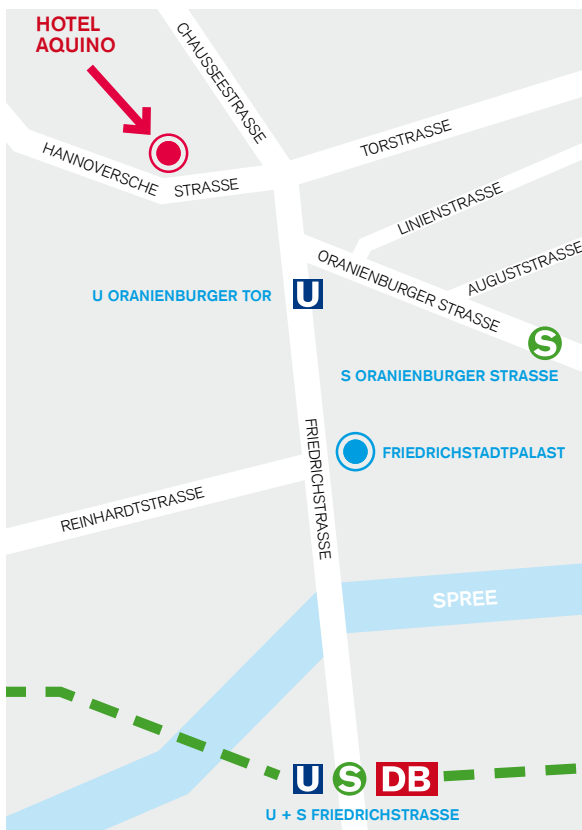 HOTEL
AQUINO
CHAUSSEESTRASSE
TORSTRASSE
HANNOVERSCHE STRASSE
LINIENSTRASSE
ORANIENBURGER STRASSE
AUGUSTSTRASSE
U ORANIENBURGER TOR
U
S
S ORANIENBURGER STRASSE
FRIEDRICHSTRASSE
FRIEDRICHSTADTPALAST
REINHARDTSTRASSE
SPREE
U S DB
U + S FRIEDRICHSTRASSE